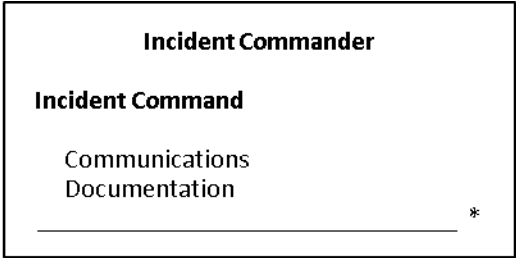 Incident Commander
Incident Command
Communications
Documentation
*